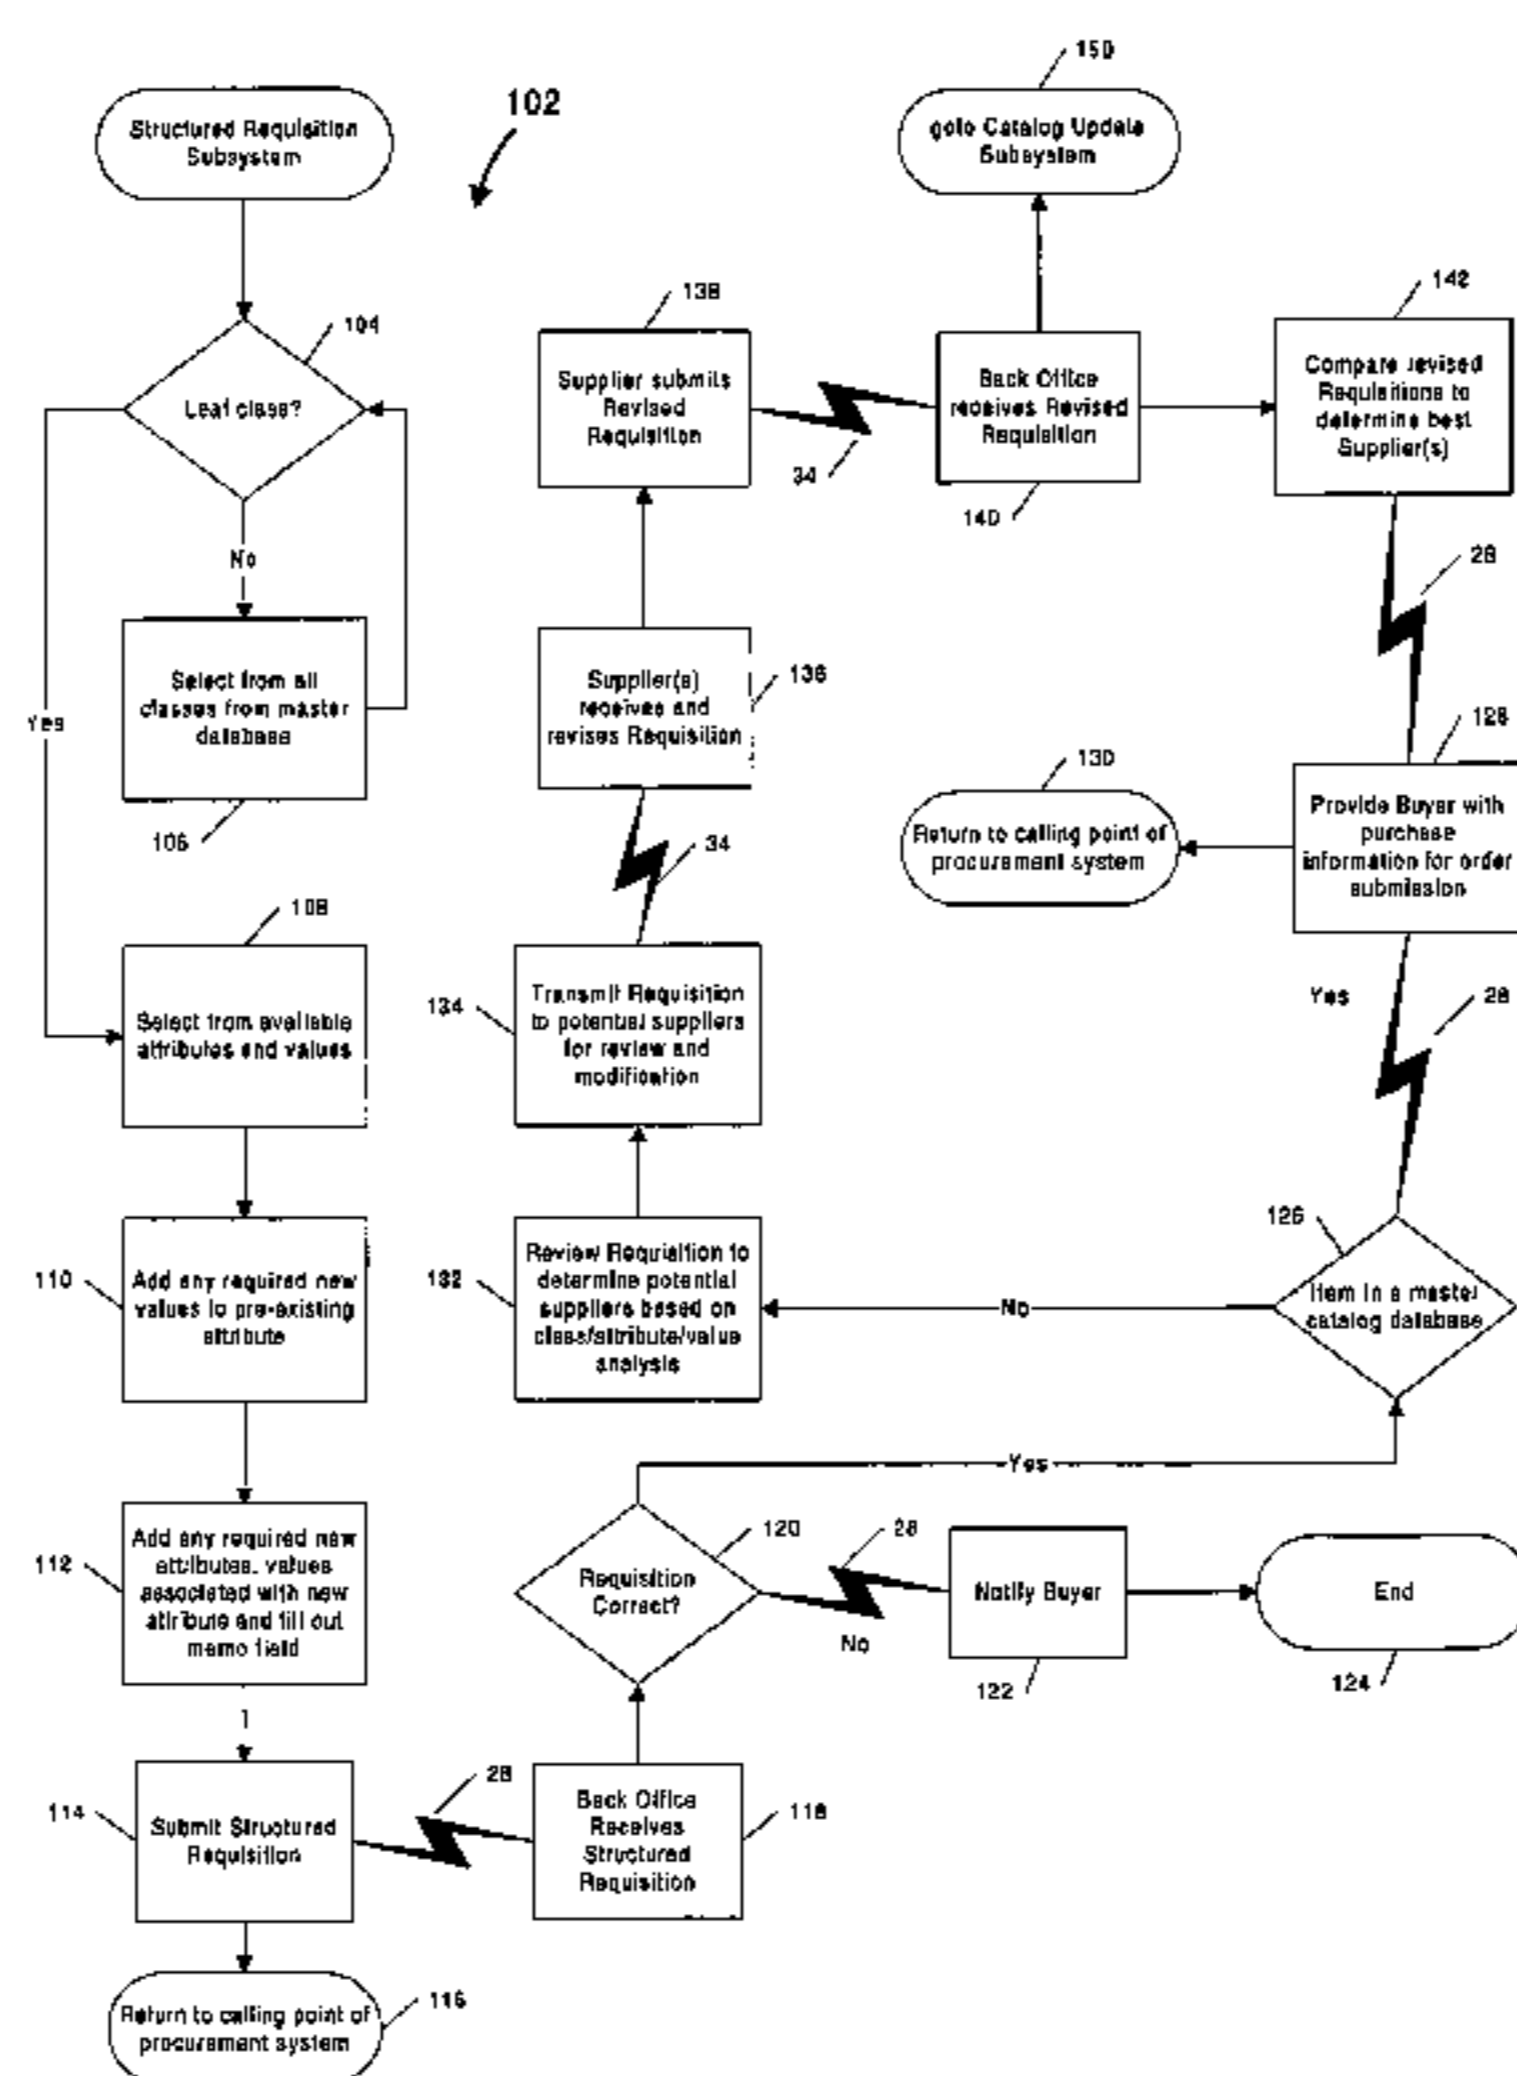 102
Structured Requisition
Subsystem
104
Leaf class?
No
Yes
Select from all
classes from master
database
106
108
Select from available
attributes and values
110
Add any required new
values to pre-existing
attribute
112
Add any required new
attributes, values
associated with new
attribute and fill out
memo field
114
Submit Structured
Requisition
28
116
Return to calling point of
procurement system
118
Back Office
Receives
Structured
Requisition
120
Requisition
Correct?
Yes
28
No
Notify Buyer
122
End
124
126
Item in a master
catalog database
No
Yes
28
128
Provide Buyer with
purchase
information for order
submission
130
Return to calling point of
procurement system
132
Review Requisition to
determine potential
suppliers based on
class/attribute/value
analysis
134
Transmit Requisition
to potential suppliers
for review and
modification
34
136
Supplier(s)
receives and
revises Requisition
138
Supplier submits
Revised
Requisition
34
Back Office
receives Revised
Requisition
140
150
goto Catalog Update
Subsystem
142
Compare revised
Requisitions to
determine best
Supplier(s)
28